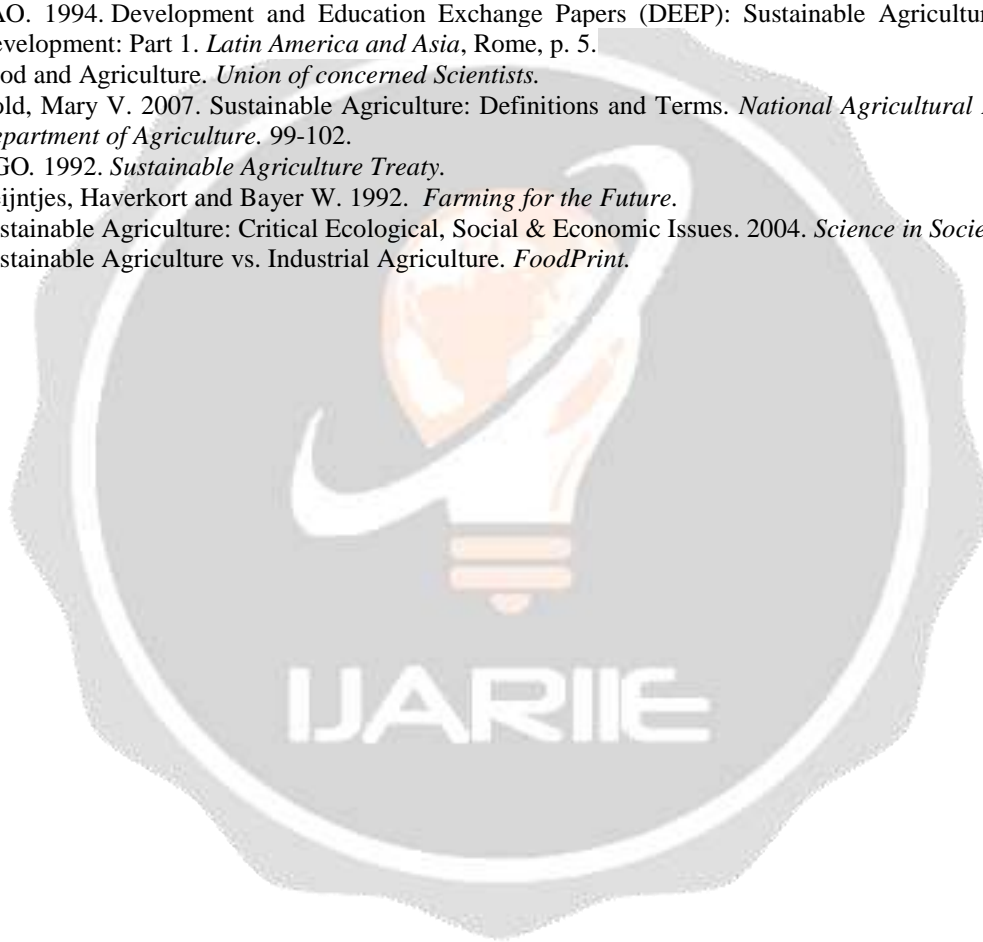 AO. 1994. Development and Education Exchange Papers (DEEP): Sustainable Agricultur
evelopment: Part 1. Latin America and Asia, Rome, p. 5.
od and Agriculture. Union of concerned Scientists.
old, Mary V. 2007. Sustainable Agriculture: Definitions and Terms. National Agricultural
epartment of Agriculture. 99-102.
GO. 1992. Sustainable Agriculture Treaty.
eijntjes, Haverkort and Bayer W. 1992. Farming for the Future.
stainable Agriculture: Critical Ecological, Social & Economic Issues. 2004. Science in Socie
stainable Agriculture vs. Industrial Agriculture. FoodPrint.
IJARIIE